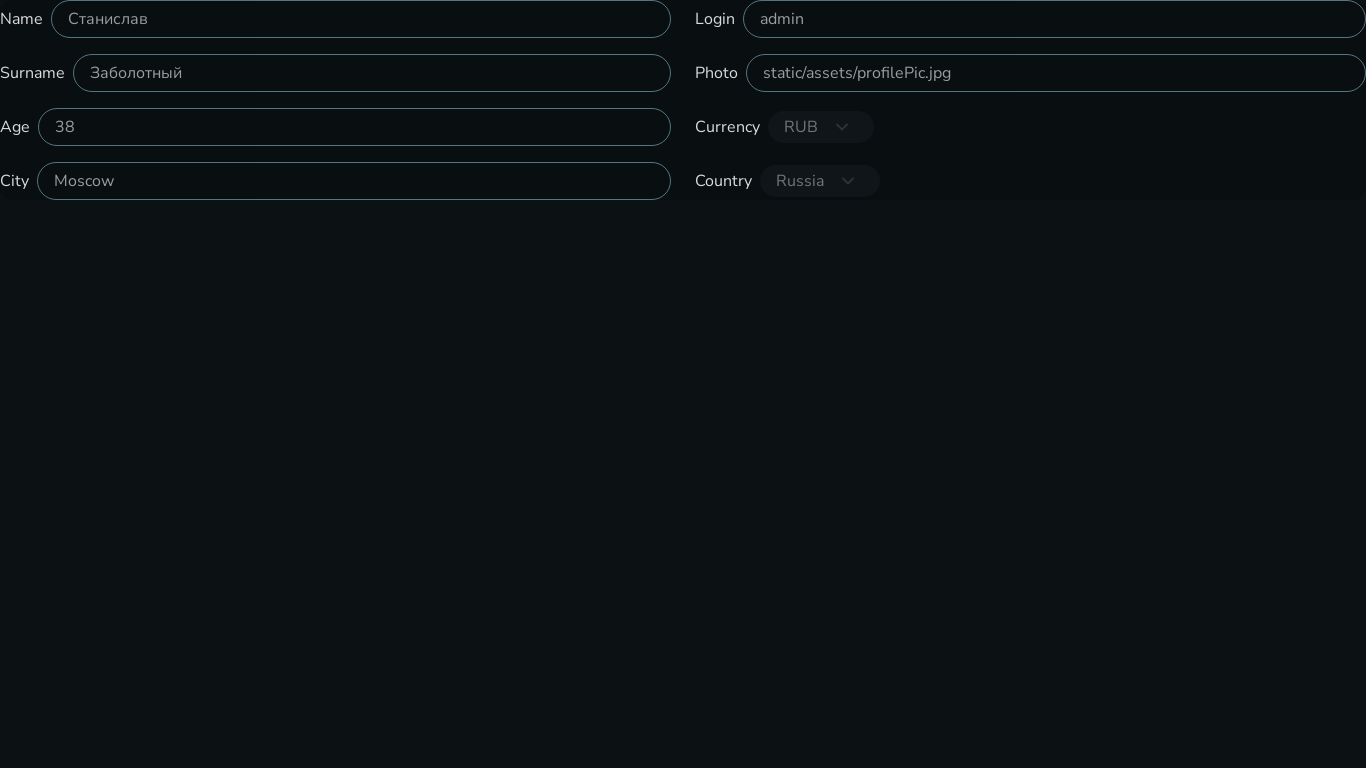 Name Станислав Login admin
Surname Заболотный Photo static/assets/profilePic.jpg
Age 38 Currency RUB
City Moscow Country Russia